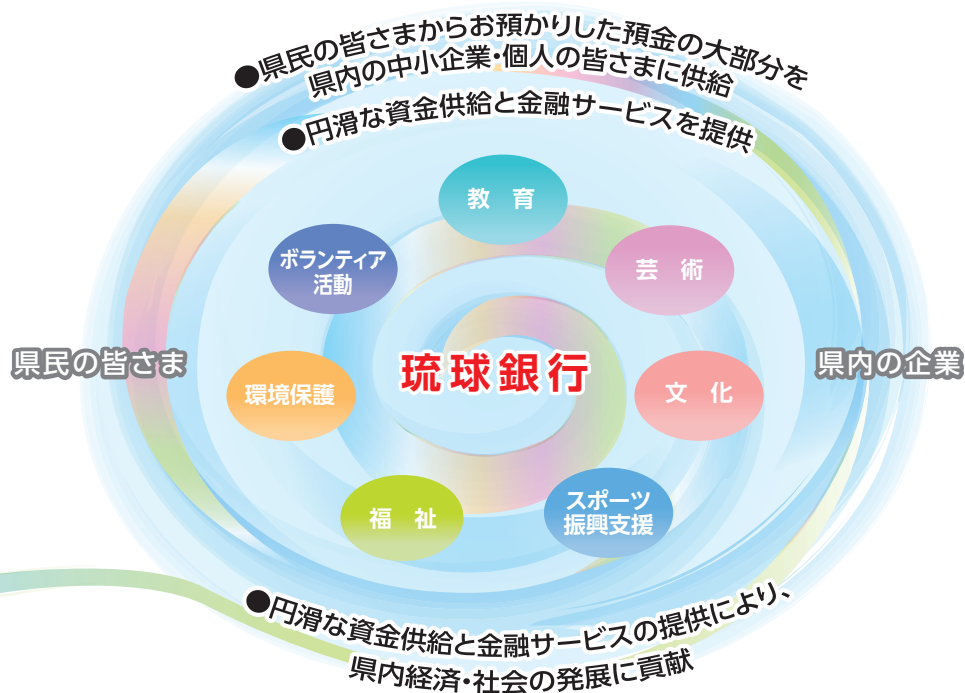 ●県民の皆さまからお預かりした預金の大部分を
県内の中小企業・個人の皆さまに供給
●円滑な資金供給と金融サービスを提供
教 育
ボランティア
活動
芸 術
県民の皆さま
琉球銀行
県内の企業
環境保護
文 化
福 祉
スポーツ
振興支援
●円滑な資金供給と金融サービスの提供により、
県内経済・社会の発展に貢献